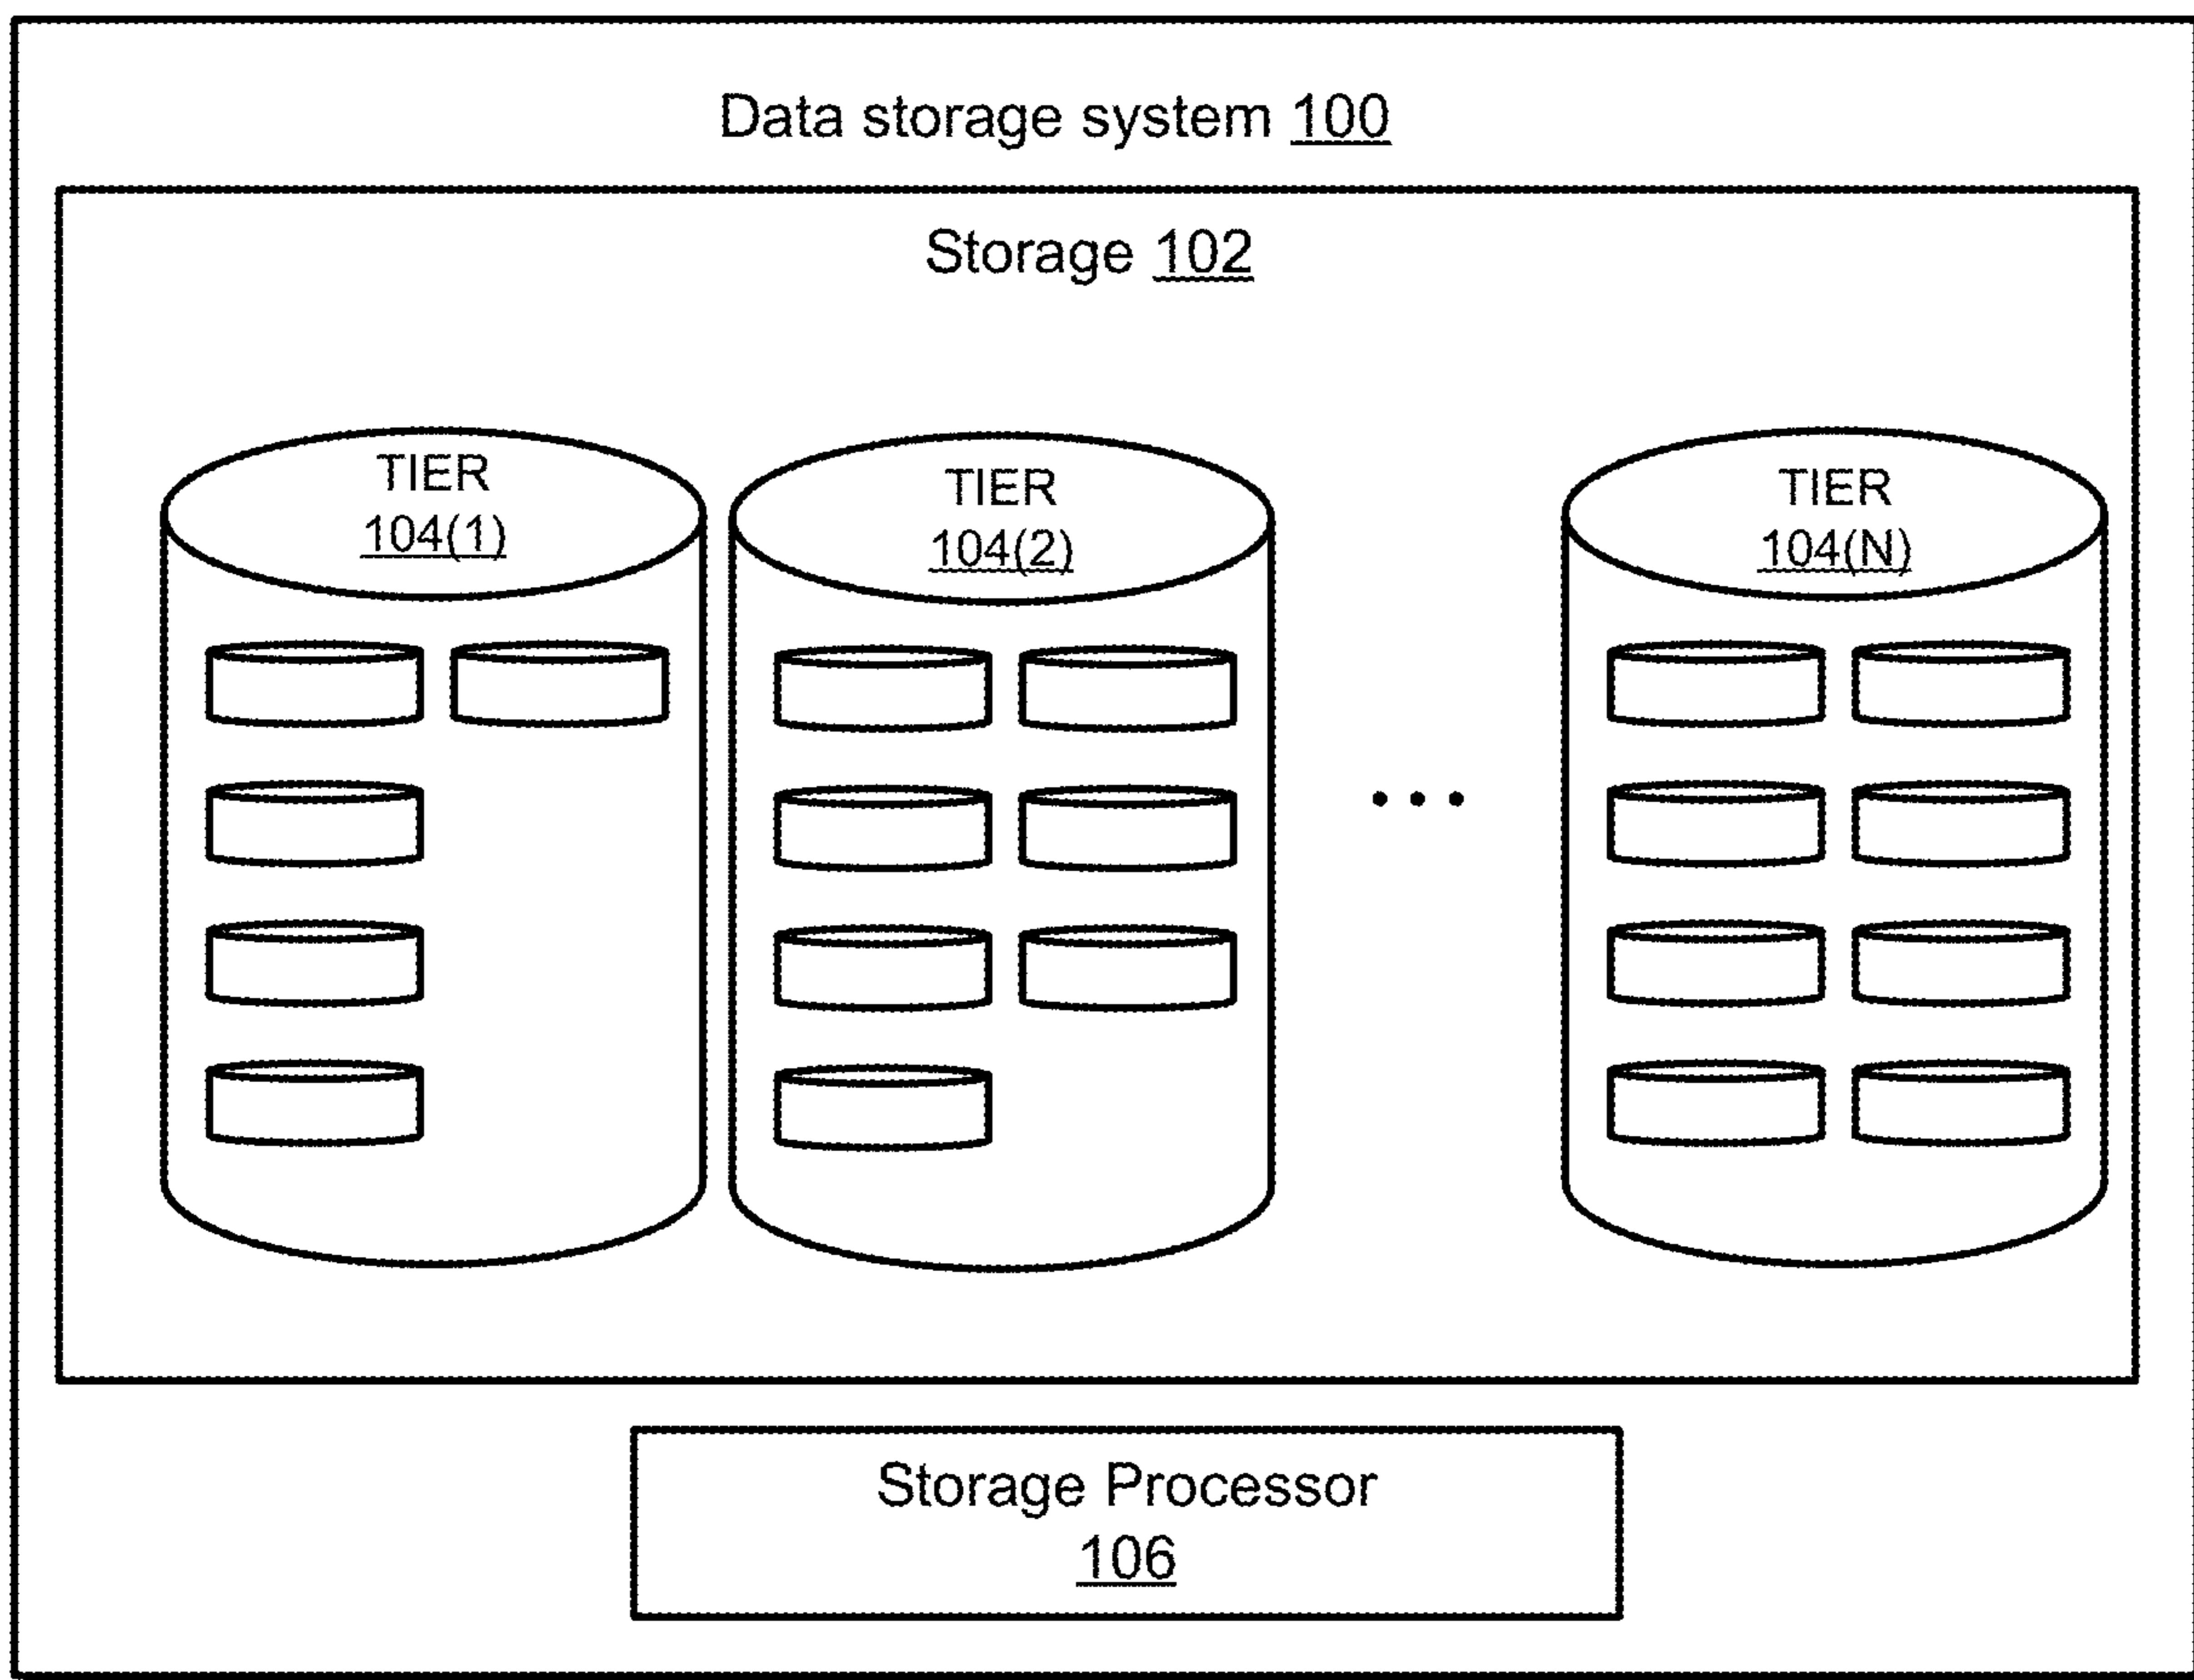 Data storage system 100
Storage 102
TIER
104(1)
TIER
104(2)
TIER
104(N)
...
Storage Processor
106